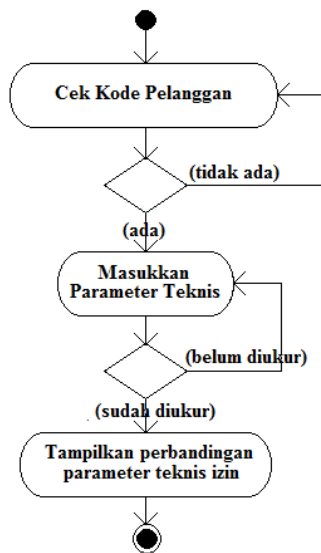 Cek Kode Pelanggan
(tidak ada)
(ada)
Masukkan
Parameter Teknis
(belum diukur)
(sudah diukur)
Tampilkan perbandingan
parameter teknis izin